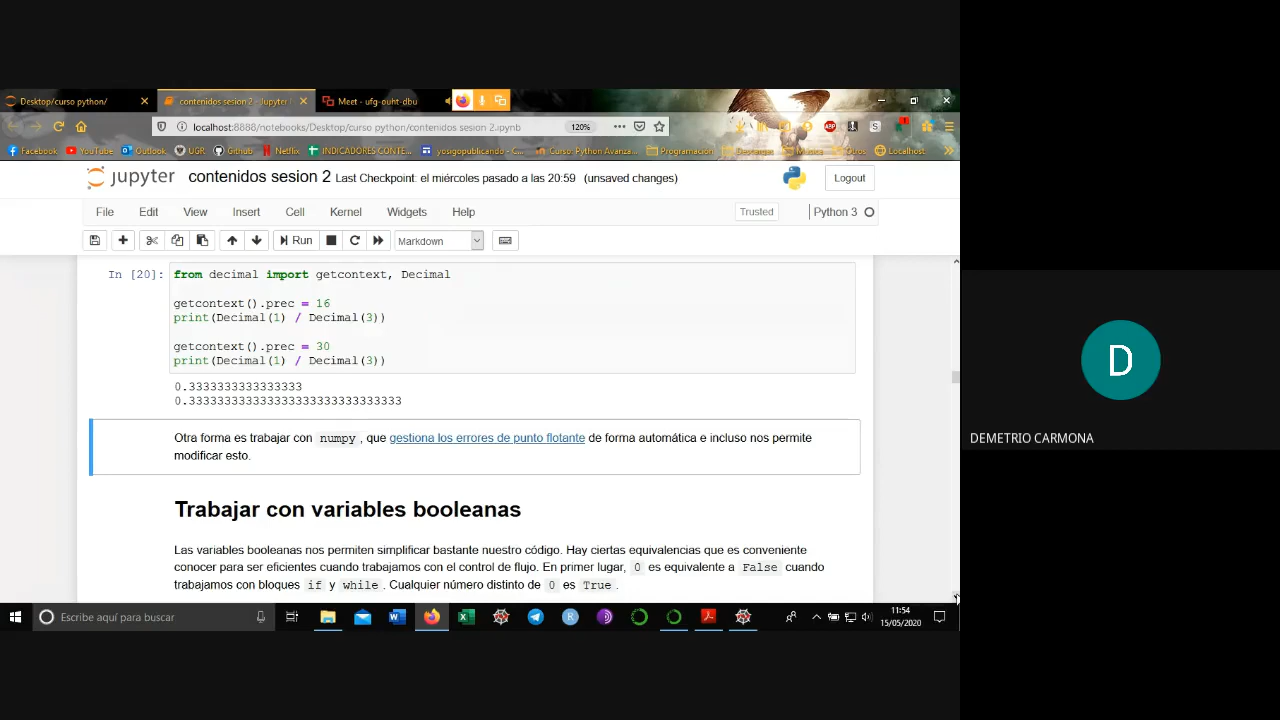 Desktop/curso python/
contenidos sesion 2 - Jupyter
Meet - ufg-ouht-dbu
localhost:8888/notebooks/Desktop/curso python/contenidos sesion 2.ipynb
120%
Facebook YouTube Outlook UGR Github Netflix INDICADORES CONTE... yosigopublicando - ... Curso: Python Avanza... Programación Descargas Música Otros Localhost
jupyter contenidos sesion 2 Last Checkpoint: el miércoles pasado a las 20:59 (unsaved changes)
Logout
File Edit View Insert Cell Kernel Widgets Help
Trusted Python 3
Run Markdown
In [20]: from decimal import getcontext, Decimal
getcontext().prec = 16
print(Decimal(1) / Decimal(3))
getcontext().prec = 30
print(Decimal(1) / Decimal(3))
0.3333333333333333
0.333333333333333333333333333333
Otra forma es trabajar con numpy , que gestiona los errores de punto flotante de forma automática e incluso nos permite
modificar esto.
Trabajar con variables booleanas
Las variables booleanas nos permiten simplificar bastante nuestro código. Hay ciertas equivalencias que es conveniente
conocer para ser eficientes cuando trabajamos con el control de flujo. En primer lugar, 0 es equivalente a False cuando
trabajamos con bloques if y while . Cualquier número distinto de 0 es True .
Escribe aquí para buscar
11:54
15/05/2020
D
DEMETRIO CARMONA